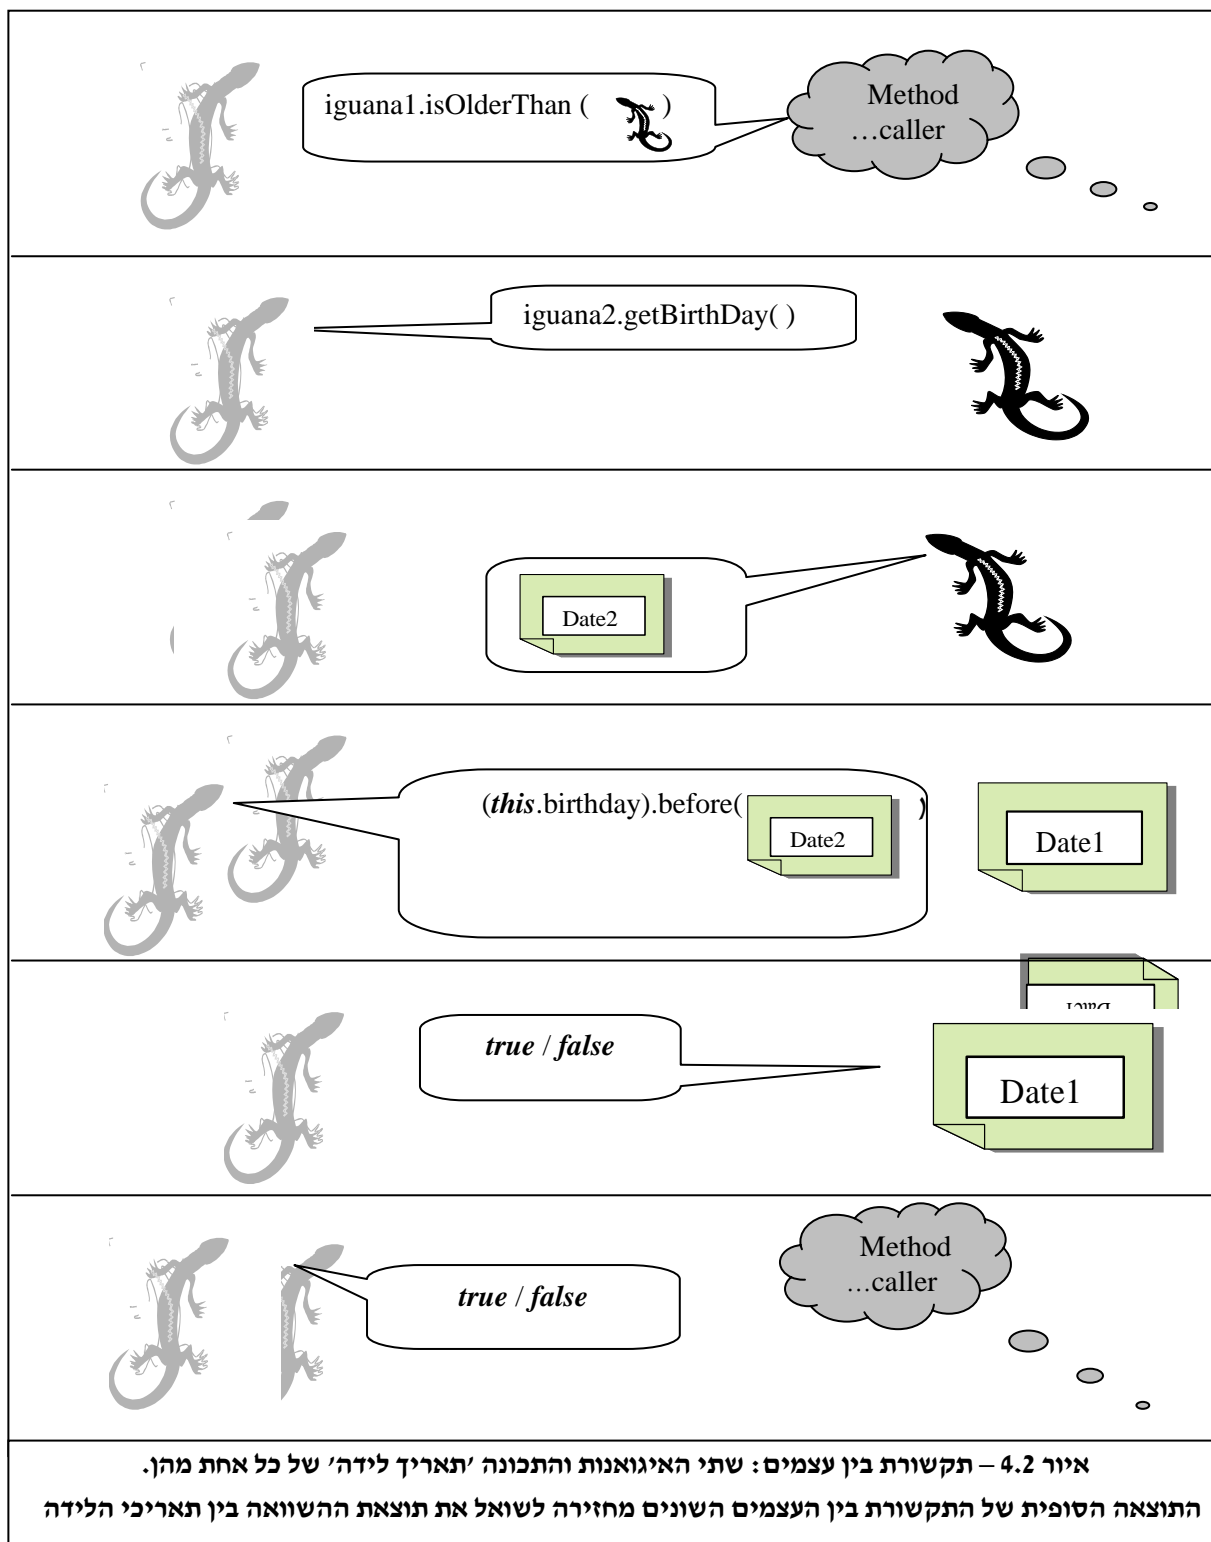 iguana1.isOlderThan ( )
Method
…caller
iguana2.getBirthDay( )
Date2
(this.birthday).before( )
Date2
Date1
true / false
Date1
Method
…caller
true / false
איור 4.2 – תקשורת בין עצמים: שתי האיגואנות והתכונה 'תאריך לידה' של כל אחת מהן.
התוצאה הסופית של התקשורת בין העצמים השונים מחזירה לשואל את תוצאת ההשוואה בין תאריכי הלידה